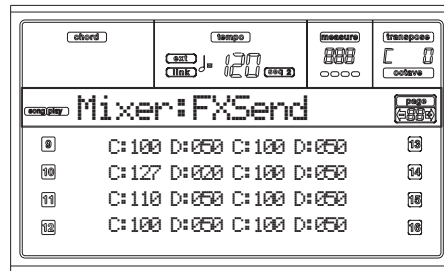 chord tempo measure transpose
ext link ♩= 120 seq 2 888 C 0
octave
song play Mixer:FXSend page 88
9 C:100 D:050 C:100 D:050 13
10 C:127 D:020 C:100 D:050 14
11 C:110 D:050 C:100 D:050 15
12 C:100 D:050 C:100 D:050 16